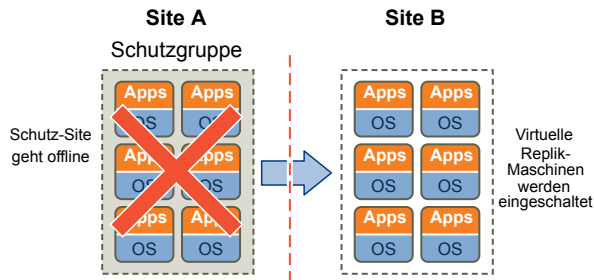 Site A
Site B
Schutzgruppe
Schutz-Site
geht offline
Apps Apps
OS OS
Apps Apps
OS OS
Apps Apps
OS OS
Apps Apps
OS OS
Apps Apps
OS OS
Apps Apps
OS OS
Virtuelle
Replik-
Maschinen
werden
eingeschaltet